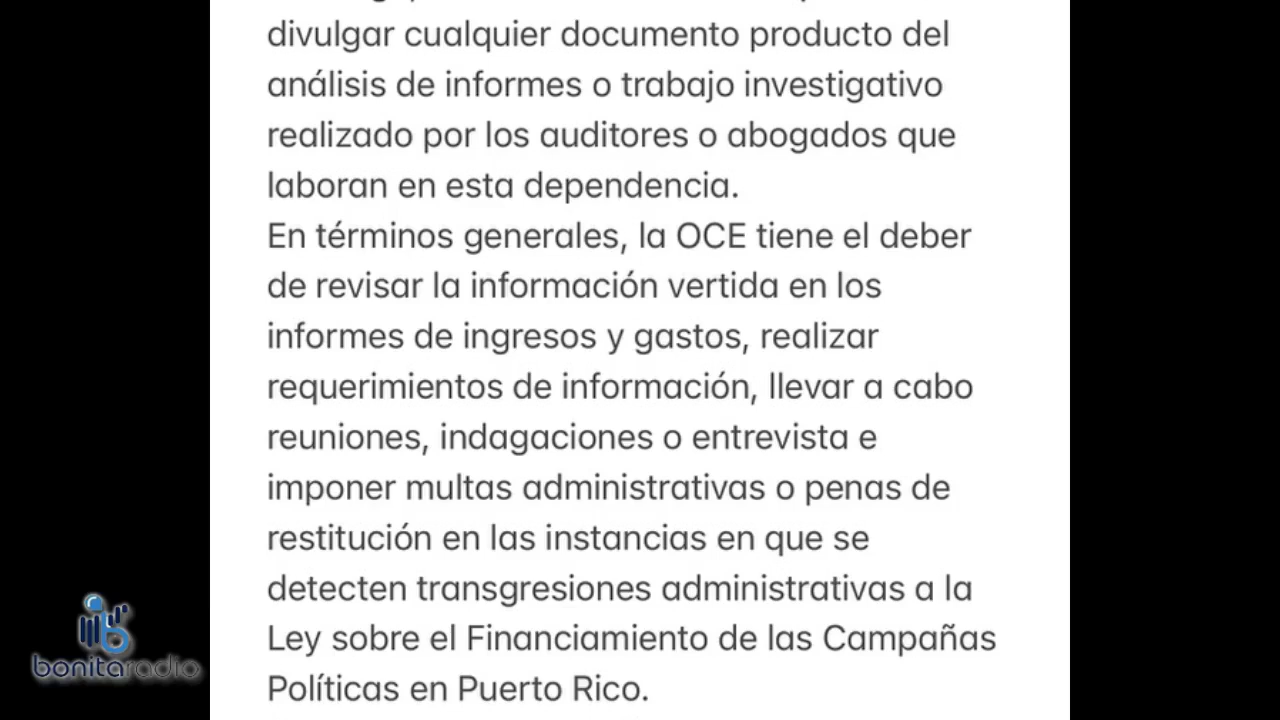 divulgar cualquier documento producto del
análisis de informes o trabajo investigativo
realizado por los auditores o abogados que
laboran en esta dependencia.
En términos generales, la OCE tiene el deber
de revisar la información vertida en los
informes de ingresos y gastos, realizar
requerimientos de información, llevar a cabo
reuniones, indagaciones o entrevista e
imponer multas administrativas o penas de
restitución en las instancias en que se
detecten transgresiones administrativas a la
Ley sobre el Financiamiento de las Campañas
Políticas en Puerto Rico.
bonitaradio